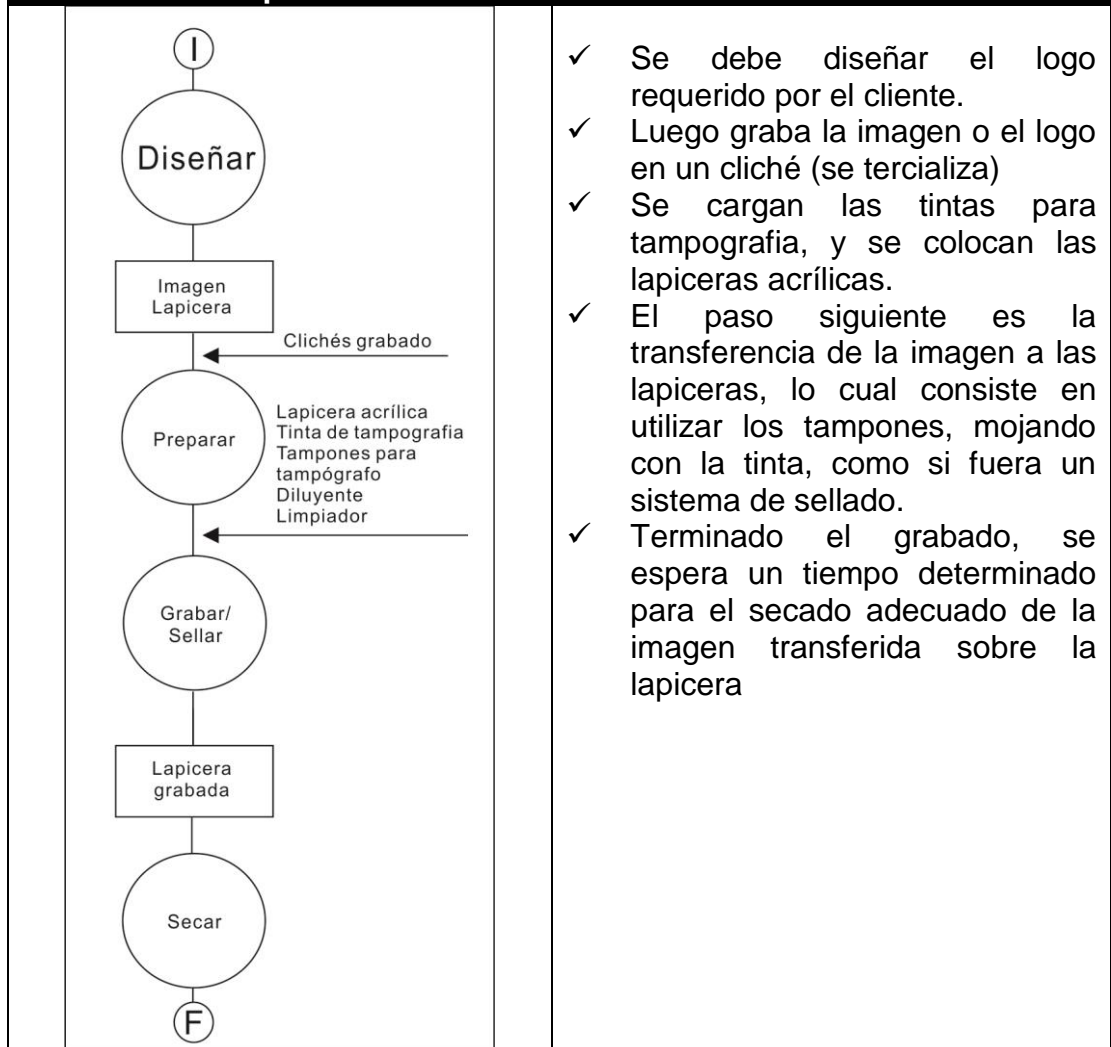 I
Diseñar
Imagen
Lapicera
Clichés grabado
Preparar
Lapicera acrílica
Tinta de tampografia
Tampones para
tampógrafo
Diluyente
Limpiador
Grabar/
Sellar
Lapicera
grabada
Secar
F
✓ Se debe diseñar el logo
requerido por el cliente.
✓ Luego graba la imagen o el logo
en un cliché (se tercializa)
✓ Se cargan las tintas para
tampografia, y se colocan las
lapiceras acrílicas.
✓ El paso siguiente es la
transferencia de la imagen a las
lapiceras, lo cual consiste en
utilizar los tampones, mojando
con la tinta, como si fuera un
sistema de sellado.
✓ Terminado el grabado, se
espera un tiempo determinado
para el secado adecuado de la
imagen transferida sobre la
lapicera